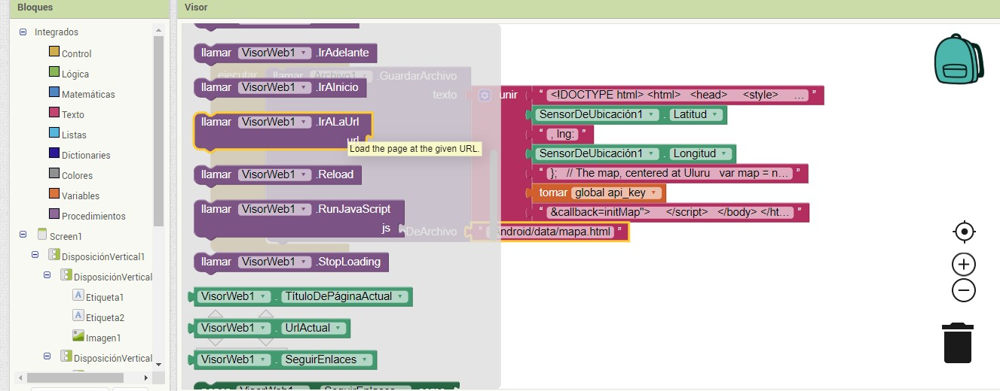 Bloques
Visor
Integrados
Control
Lógica
Matemáticas
Texto
Listas
Dictionaries
Colores
Variables
Procedimientos
Screen1
DisposiciónVertical1
DisposiciónVertical
Etiqueta1
Etiqueta2
Imagen1
DisposiciónVertical
llamar VisorWeb1 .IrAdelante
ejecutar llamar Archivo1 .GuardarArchivo
llamar VisorWeb1 .IrAInicio
texto
llamar VisorWeb1 .IrALaUrl
url
Load the page at the given URL.
llamar VisorWeb1 .Reload
llamar VisorWeb1 .RunJavaScript
js
DeArchivo
llamar VisorWeb1 .StopLoading
VisorWeb1 . TítuloDePáginaActual
VisorWeb1 . UrlActual
VisorWeb1 . SeguirEnlaces
unir
“ <!DOCTYPE html> <html> <head> <style> ... ”
SensorDeUbicación1 . Latitud
“ , lng: ”
SensorDeUbicación1 . Longitud
“ }; // The map, centered at Uluru var map = n... ”
tomar global api_key
“ &callback=initMap"> </script> </body> </ht... ”
“ ndroid/data/mapa.html ”